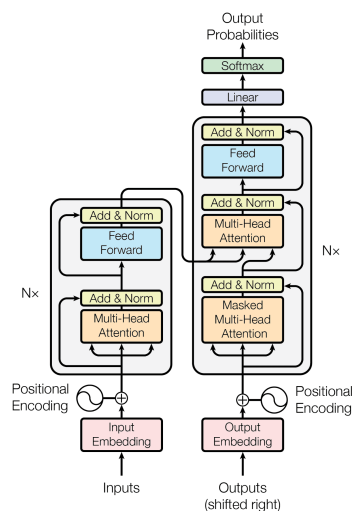 Output
Probabilities
Softmax
Linear
Add & Norm
Feed
Forward
Add & Norm
Multi-Head
Attention
Add & Norm
Masked
Multi-Head
Attention
N×
Add & Norm
Feed
Forward
N×
Add & Norm
Multi-Head
Attention
Positional
Encoding
Positional
Encoding
Input
Embedding
Output
Embedding
Inputs
Outputs
(shifted right)